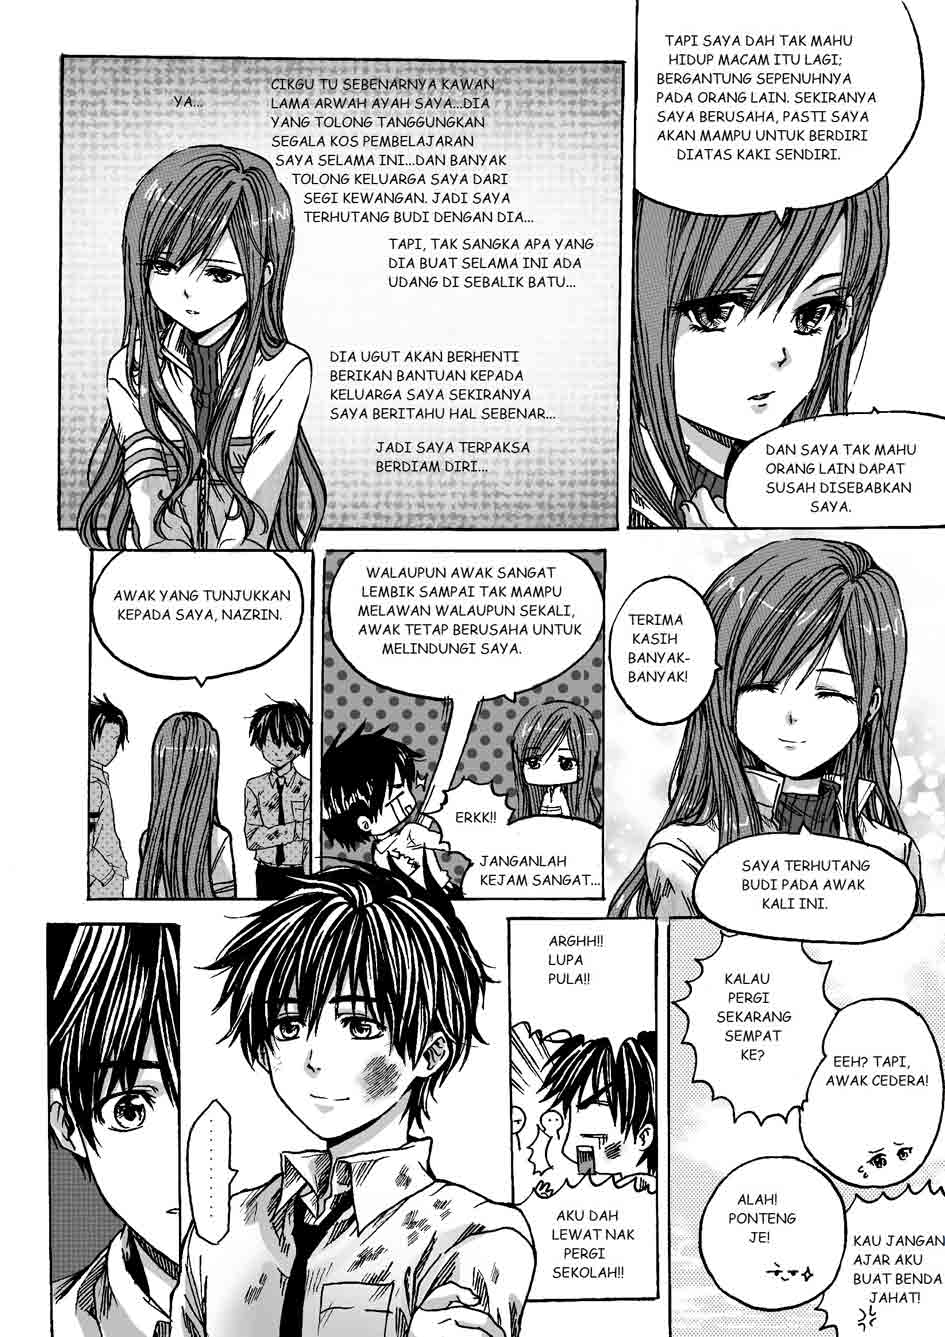 YA...
CIKGU TU SEBENARNYA KAWAN
LAMA ARWAH AYAH SAYA...DIA
YANG TOLONG TANGGUNGKAN
SEGALA KOS PEMBELAJARAN
SAYA SELAMA INI...DAN BANYAK
TOLONG KELUARGA SAYA DARI
SEGI KEWANGAN. JADI SAYA
TERHUTANG BUDI DENGAN DIA...
TAPI, TAK SANGKA APA YANG
DIA BUAT SELAMA INI ADA
UDANG DI SEBALIK BATU...
DIA UGUT AKAN BERHENTI
BERIKAN BANTUAN KEPADA
KELUARGA SAYA SEKIRANYA
SAYA BERITAHU HAL SEBENAR...
JADI SAYA TERPAKSA
BERDIAM DIRI...
TAPI SAYA DAH TAK MAHU
HIDUP MACAM ITU LAGI;
BERGANTUNG SEPENUHNYA
PADA ORANG LAIN. SEKIRANYA
SAYA BERUSAHA, PASTI SAYA
AKAN MAMPU UNTUK BERDIRI
DIATAS KAKI SENDIRI.
DAN SAYA TAK MAHU
ORANG LAIN DAPAT
SUSAH DISEBABKAN
SAYA.
AWAK YANG TUNJUKKAN
KEPADA SAYA, NAZRIN.
WALAUPUN AWAK SANGAT
LEMBIK SAMPAI TAK MAMPU
MELAWAN WALAUPUN SEKALI,
AWAK TETAP BERUSAHA UNTUK
MELINDUNGI SAYA.
ERKK!!
JANGANLAH
KEJAM SANGAT...
TERIMA
KASIH
BANYAK-
BANYAK!
SAYA TERHUTANG
BUDI PADA AWAK
KALI INI.
........
ARGHH!!
LUPA
PULA!!
AKU DAH
LEWAT NAK
PERGI
SEKOLAH!!
KALAU
PERGI
SEKARANG
SEMPAT
KE?
EEH? TAPI,
AWAK CEDERA!
ALAH!
PONTENG
JE!
KAU JANGAN
AJAR AKU
BUAT BENDA
JAHAT!